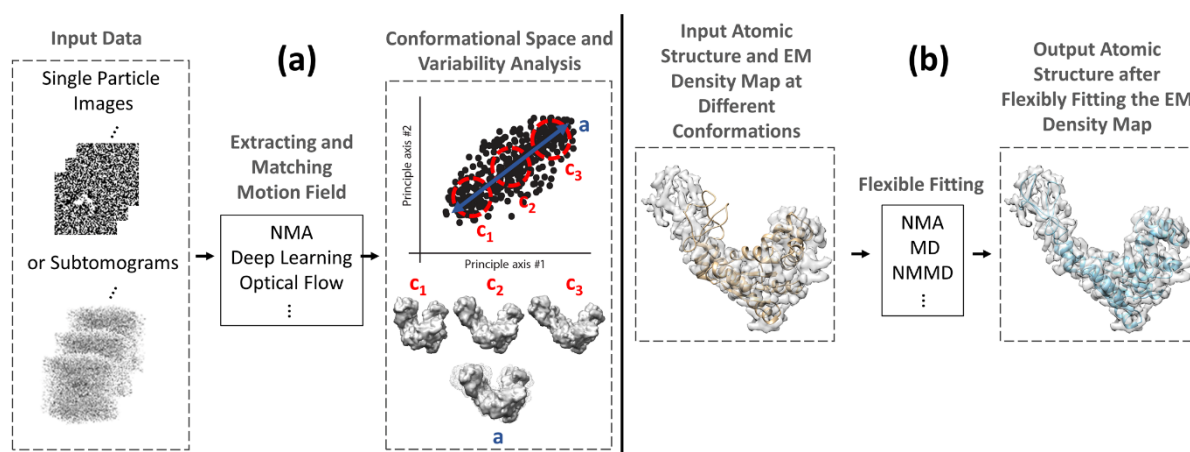 Input Data
(a)
Conformational Space and
Variability Analysis
Single Particle
Images
...
or Subtomograms
...
Extracting and
Matching
Motion Field
NMA
Deep Learning
Optical Flow
...
Principle axis #2
a
c3
c2
c1
Principle axis #1
c1 c2 c3
a
Input Atomic
Structure and EM
Density Map at
Different
Conformations
(b)
Flexible Fitting
NMA
MD
NMMD
...
Output Atomic
Structure after
Flexibly Fitting the EM
Density Map